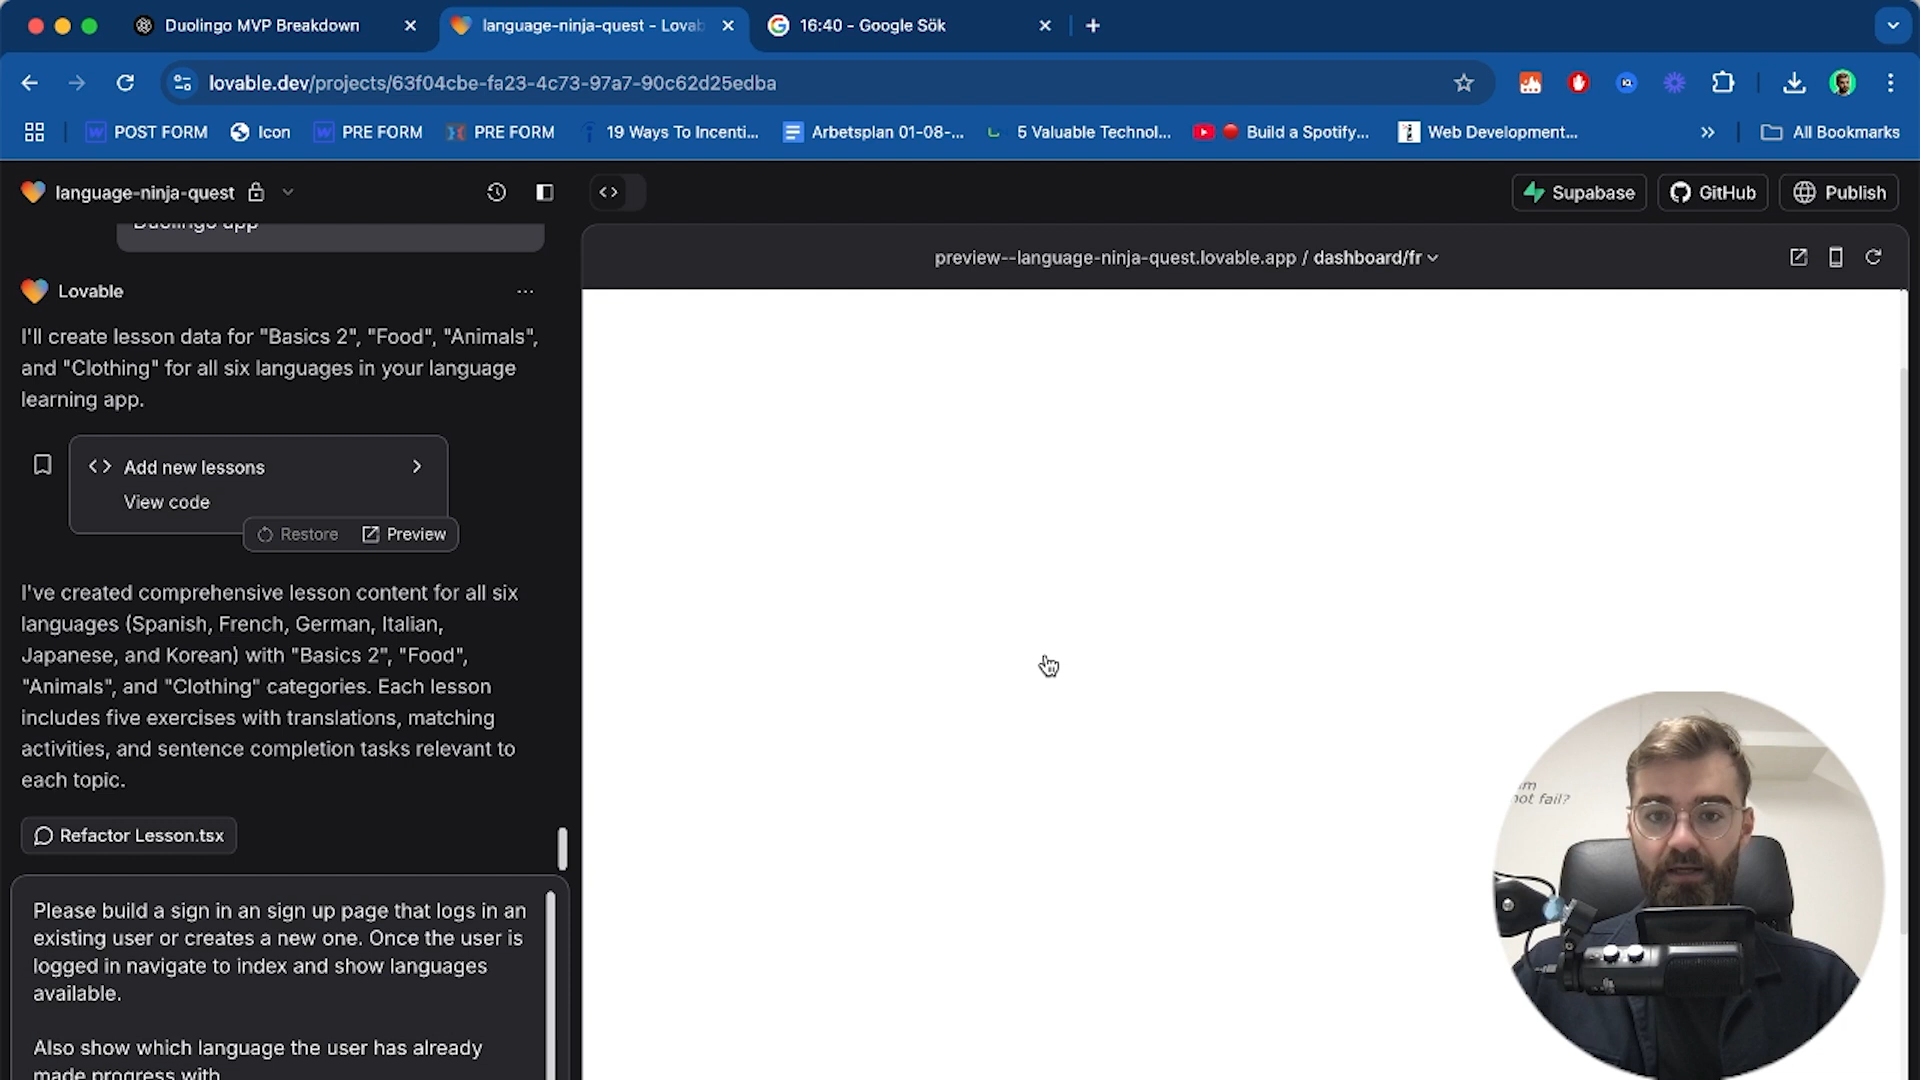 Duolingo MVP Breakdown
language-ninja-quest - Lovab
16:40 - Google Sök
lovable.dev/projects/63f04cbe-fa23-4c73-97a7-90c62d25edba
POST FORM
Icon
PRE FORM
PRE FORM
19 Ways To Incenti...
Arbetsplan 01-08-...
5 Valuable Technol...
Build a Spotify...
Web Development...
All Bookmarks
language-ninja-quest
Supabase
GitHub
Publish
Duolingo app
preview--language-ninja-quest.lovable.app / dashboard/fr
Lovable
I'll create lesson data for "Basics 2", "Food", "Animals",
and "Clothing" for all six languages in your language
learning app.
Add new lessons
View code
Restore
Preview
I've created comprehensive lesson content for all six
languages (Spanish, French, German, Italian,
Japanese, and Korean) with "Basics 2", "Food",
"Animals", and "Clothing" categories. Each lesson
includes five exercises with translations, matching
activities, and sentence completion tasks relevant to
each topic.
Refactor Lesson.tsx
Please build a sign in an sign up page that logs in an
existing user or creates a new one. Once the user is
logged in navigate to index and show languages
available.
Also show which language the user has already
made progress with
not fail?